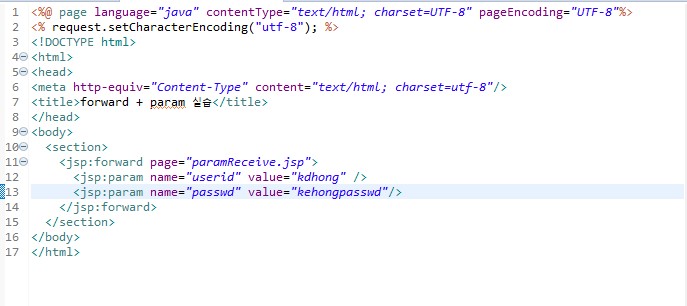 1 <%@ page language="java" contentType="text/html; charset=UTF-8" pageEncoding="UTF-8"%>
2 <% request.setCharacterEncoding("utf-8"); %>
3 <!DOCTYPE html>
4 <html>
5 <head>
6 <meta http-equiv="Content-Type" content="text/html; charset=utf-8"/>
7 <title>forward + param 실습</title>
8 </head>
9 <body>
10   <section>
11     <jsp:forward page="paramReceive.jsp">
12       <jsp:param name="userid" value="kdhong" />
13       <jsp:param name="passwd" value="kehongpasswd"/>
14     </jsp:forward>
15   </section>
16 </body>
17 </html>